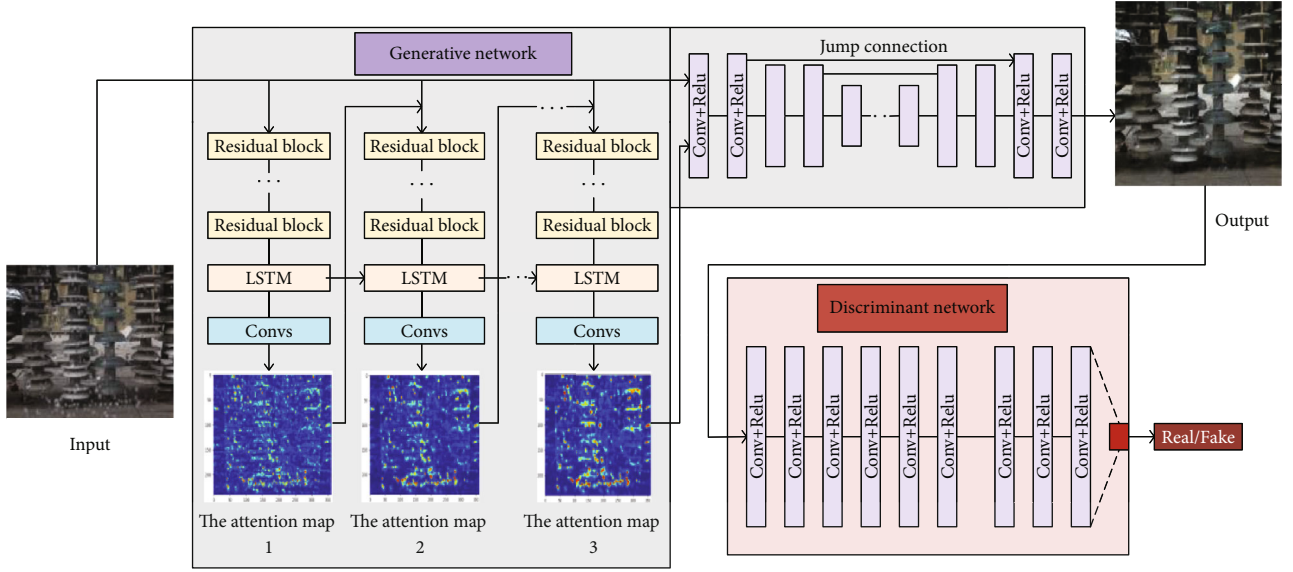 Generative network
Jump connection
Residual block
Residual block
Residual block
. . .
. . .
. . .
. . .
Residual block
Residual block
Residual block
LSTM
LSTM
. . .
LSTM
Convs
Convs
Convs
The attention map
1
The attention map
2
The attention map
3
Input
Conv+Relu
Conv+Relu
. . .
Conv+Relu
Conv+Relu
Output
Discriminant network
Conv+Relu
Conv+Relu
Conv+Relu
Conv+Relu
Conv+Relu
Conv+Relu
Conv+Relu
Conv+Relu
Conv+Relu
Real/Fake